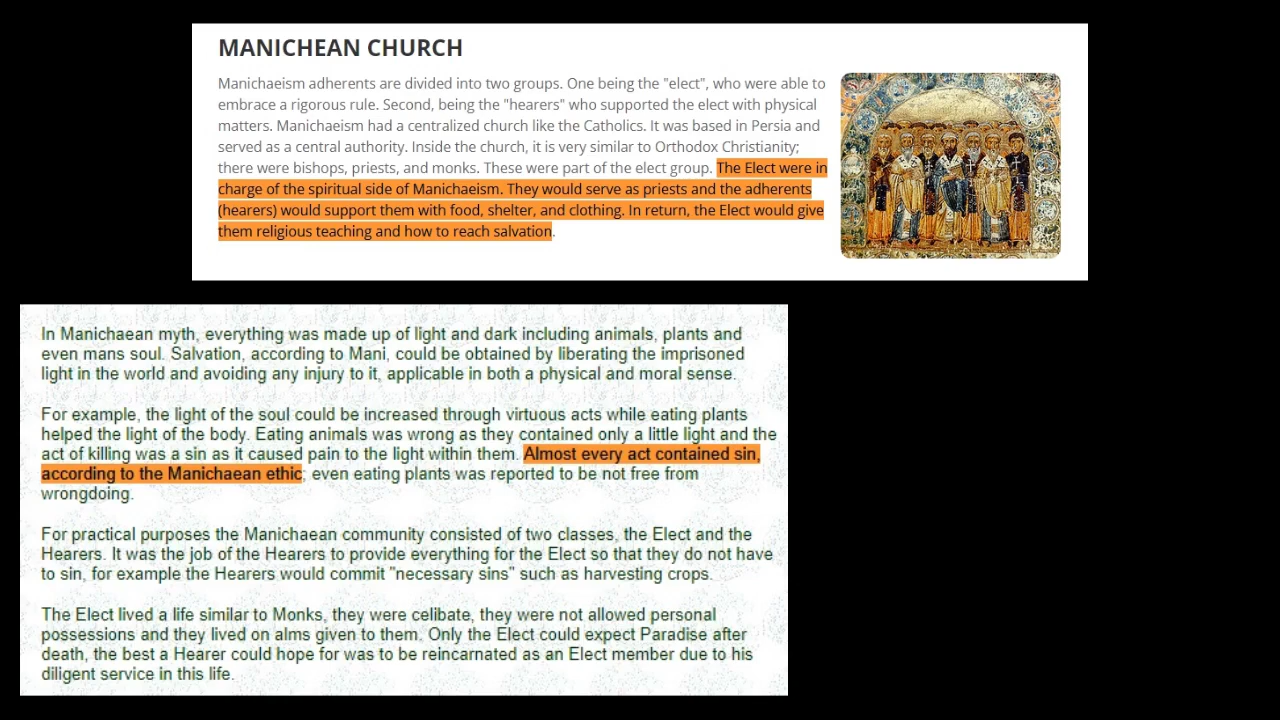 MANICHEAN CHURCH
Manichaeism adherents are divided into two groups. One being the "elect", who were able to
embrace a rigorous rule. Second, being the "hearers" who supported the elect with physical
matters. Manichaeism had a centralized church like the Catholics. It was based in Persia and
served as a central authority. Inside the church, it is very similar to Orthodox Christianity;
there were bishops, priests, and monks. These were part of the elect group. The Elect were in
charge of the spiritual side of Manichaeism. They would serve as priests and the adherents
(hearers) would support them with food, shelter, and clothing. In return, the Elect would give
them religious teaching and how to reach salvation.
In Manichaean myth, everything was made up of light and dark including animals, plants and
even mans soul. Salvation, according to Mani, could be obtained by liberating the imprisoned
light in the world and avoiding any injury to it, applicable in both a physical and moral sense.
For example, the light of the soul could be increased through virtuous acts while eating plants
helped the light of the body. Eating animals was wrong as they contained only a little light and the
act of killing was a sin as it caused pain to the light within them. Almost every act contained sin,
according to the Manichaean ethic; even eating plants was reported to be not free from
wrongdoing.
For practical purposes the Manichaean community consisted of two classes, the Elect and the
Hearers. It was the job of the Hearers to provide everything for the Elect so that they do not have
to sin, for example the Hearers would commit "necessary sins" such as harvesting crops.
The Elect lived a life similar to Monks, they were celibate, they were not allowed personal
possessions and they lived on alms given to them. Only the Elect could expect Paradise after
death, the best a Hearer could hope for was to be reincarnated as an Elect member due to his
diligent service in this life.